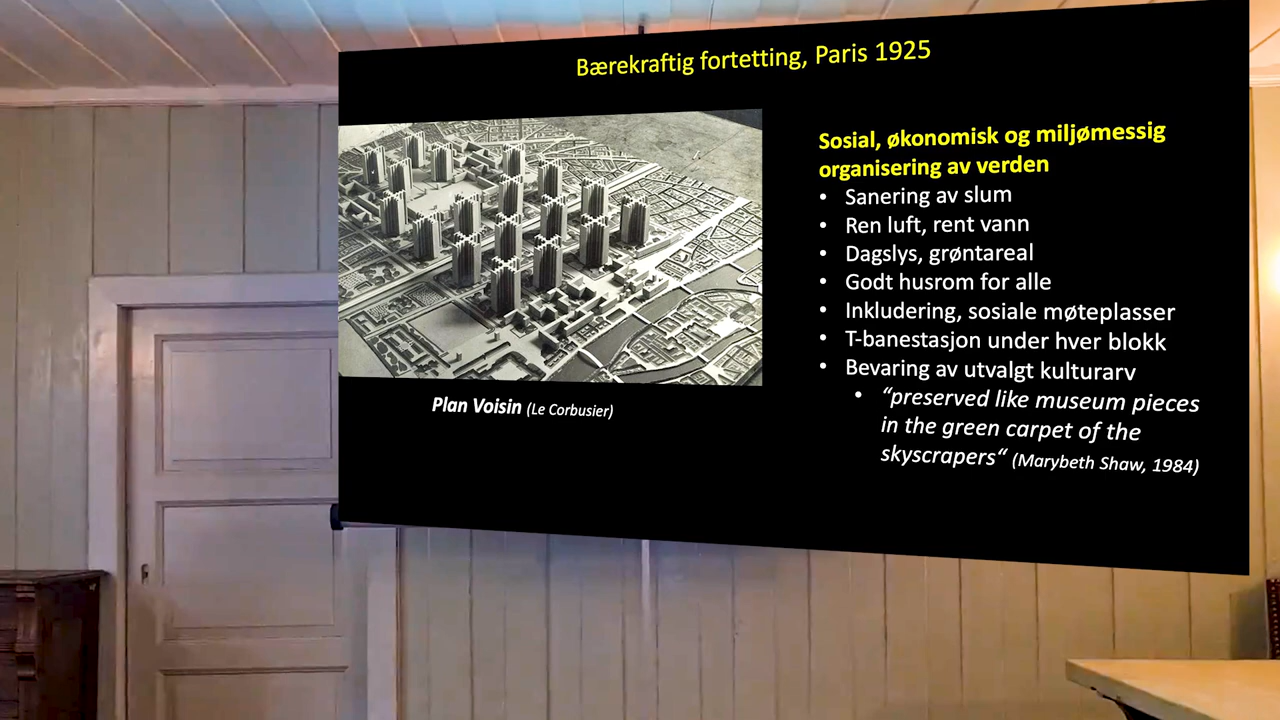 Bærekraftig fortetting, Paris 1925
Sosial, økonomisk og miljømessig
organisering av verden
• Sanering av slum
• Ren luft, rent vann
• Dagslys, grøntareal
• Godt husrom for alle
• Inkludering, sosiale møteplasser
• T-banestasjon under hver blokk
• Bevaring av utvalgt kulturarv
• “preserved like museum pieces
in the green carpet of the
skyscrapers“ (Marybeth Shaw, 1984)
Plan Voisin (Le Corbusier)